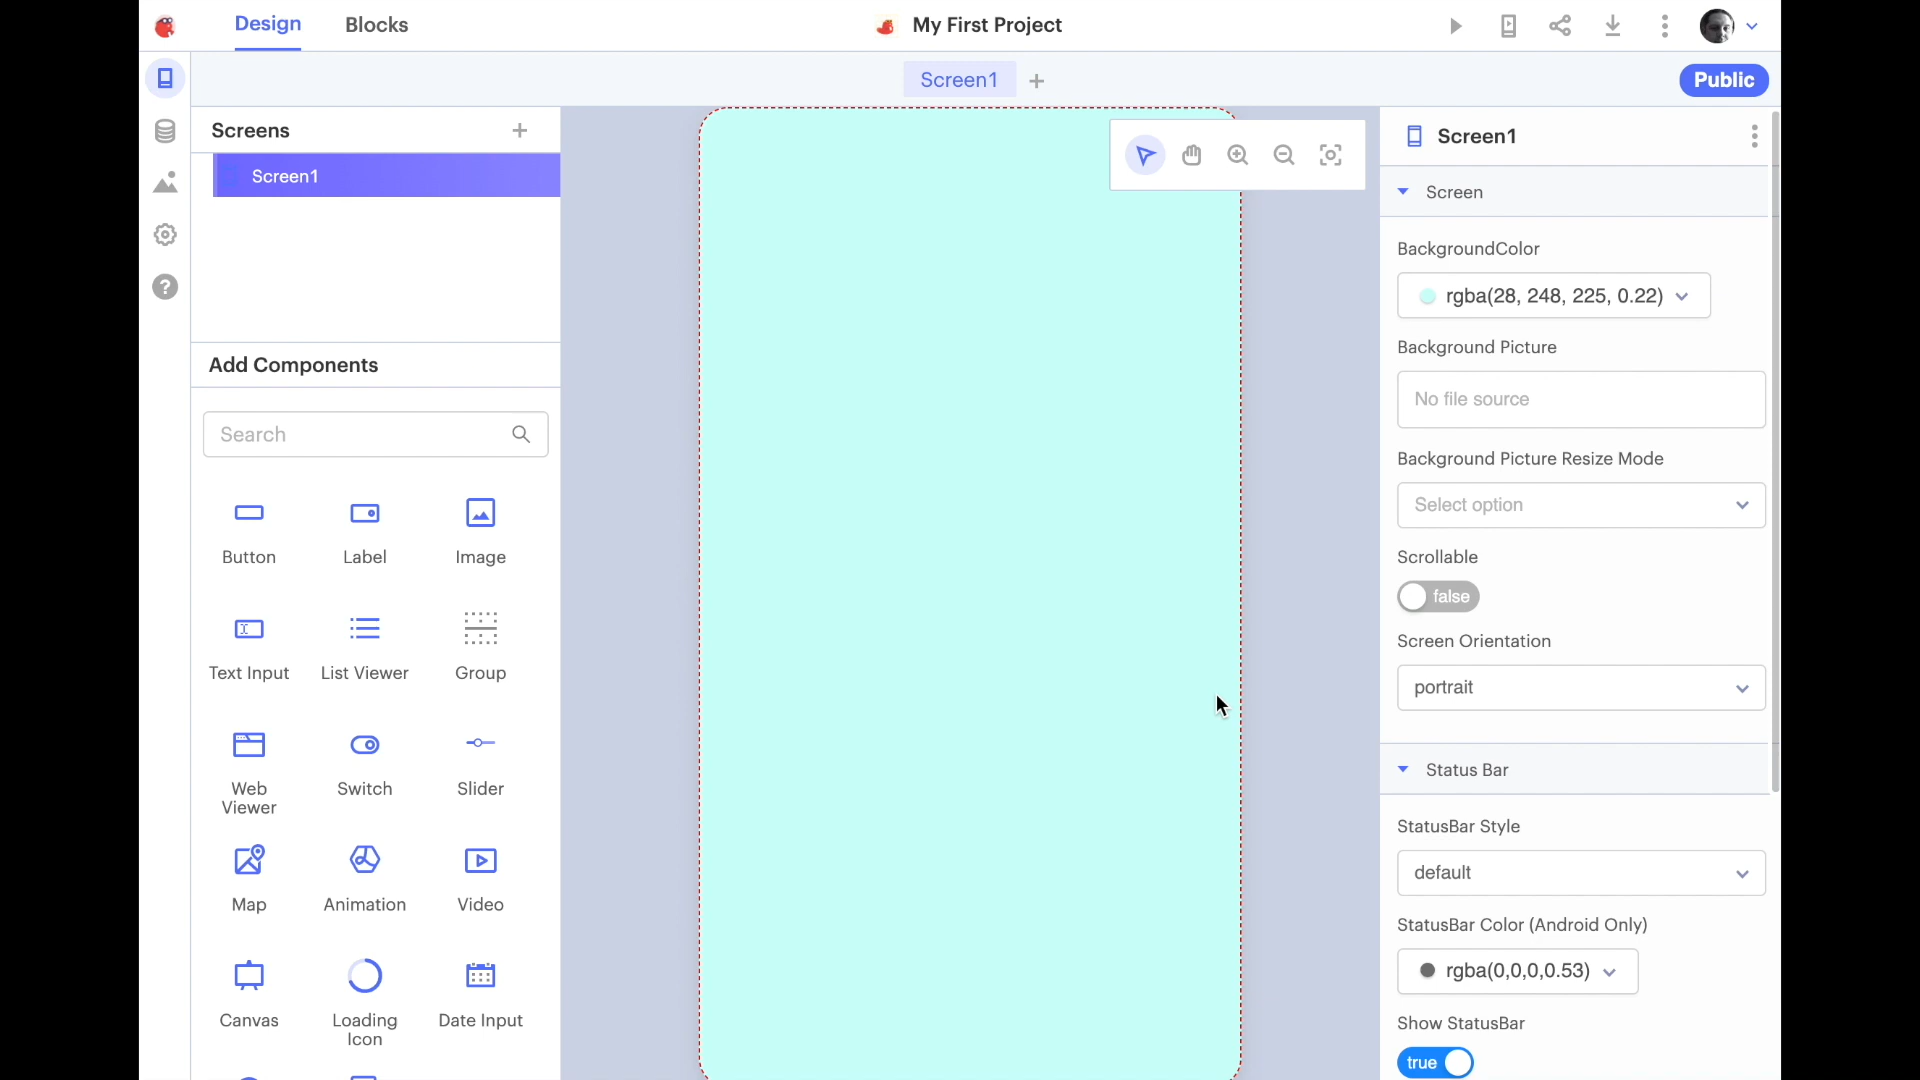 Design
Blocks
My First Project
Screen1
Public
Screens
Screen1
Add Components
Search
Button
Label
Image
Text Input
List Viewer
Group
Web
Viewer
Switch
Slider
Map
Animation
Video
Canvas
Loading
Icon
Date Input
Screen1
Screen
BackgroundColor
rgba(28, 248, 225, 0.22)
Background Picture
No file source
Background Picture Resize Mode
Select option
Scrollable
false
Screen Orientation
portrait
Status Bar
StatusBar Style
default
StatusBar Color (Android Only)
rgba(0,0,0,0.53)
Show StatusBar
true